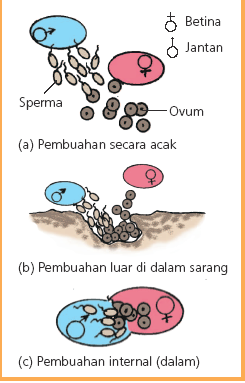 Betina
Jantan
Sperma
Ovum
(a) Pembuahan secara acak
(b) Pembuahan luar di dalam sarang
(c) Pembuahan internal (dalam)